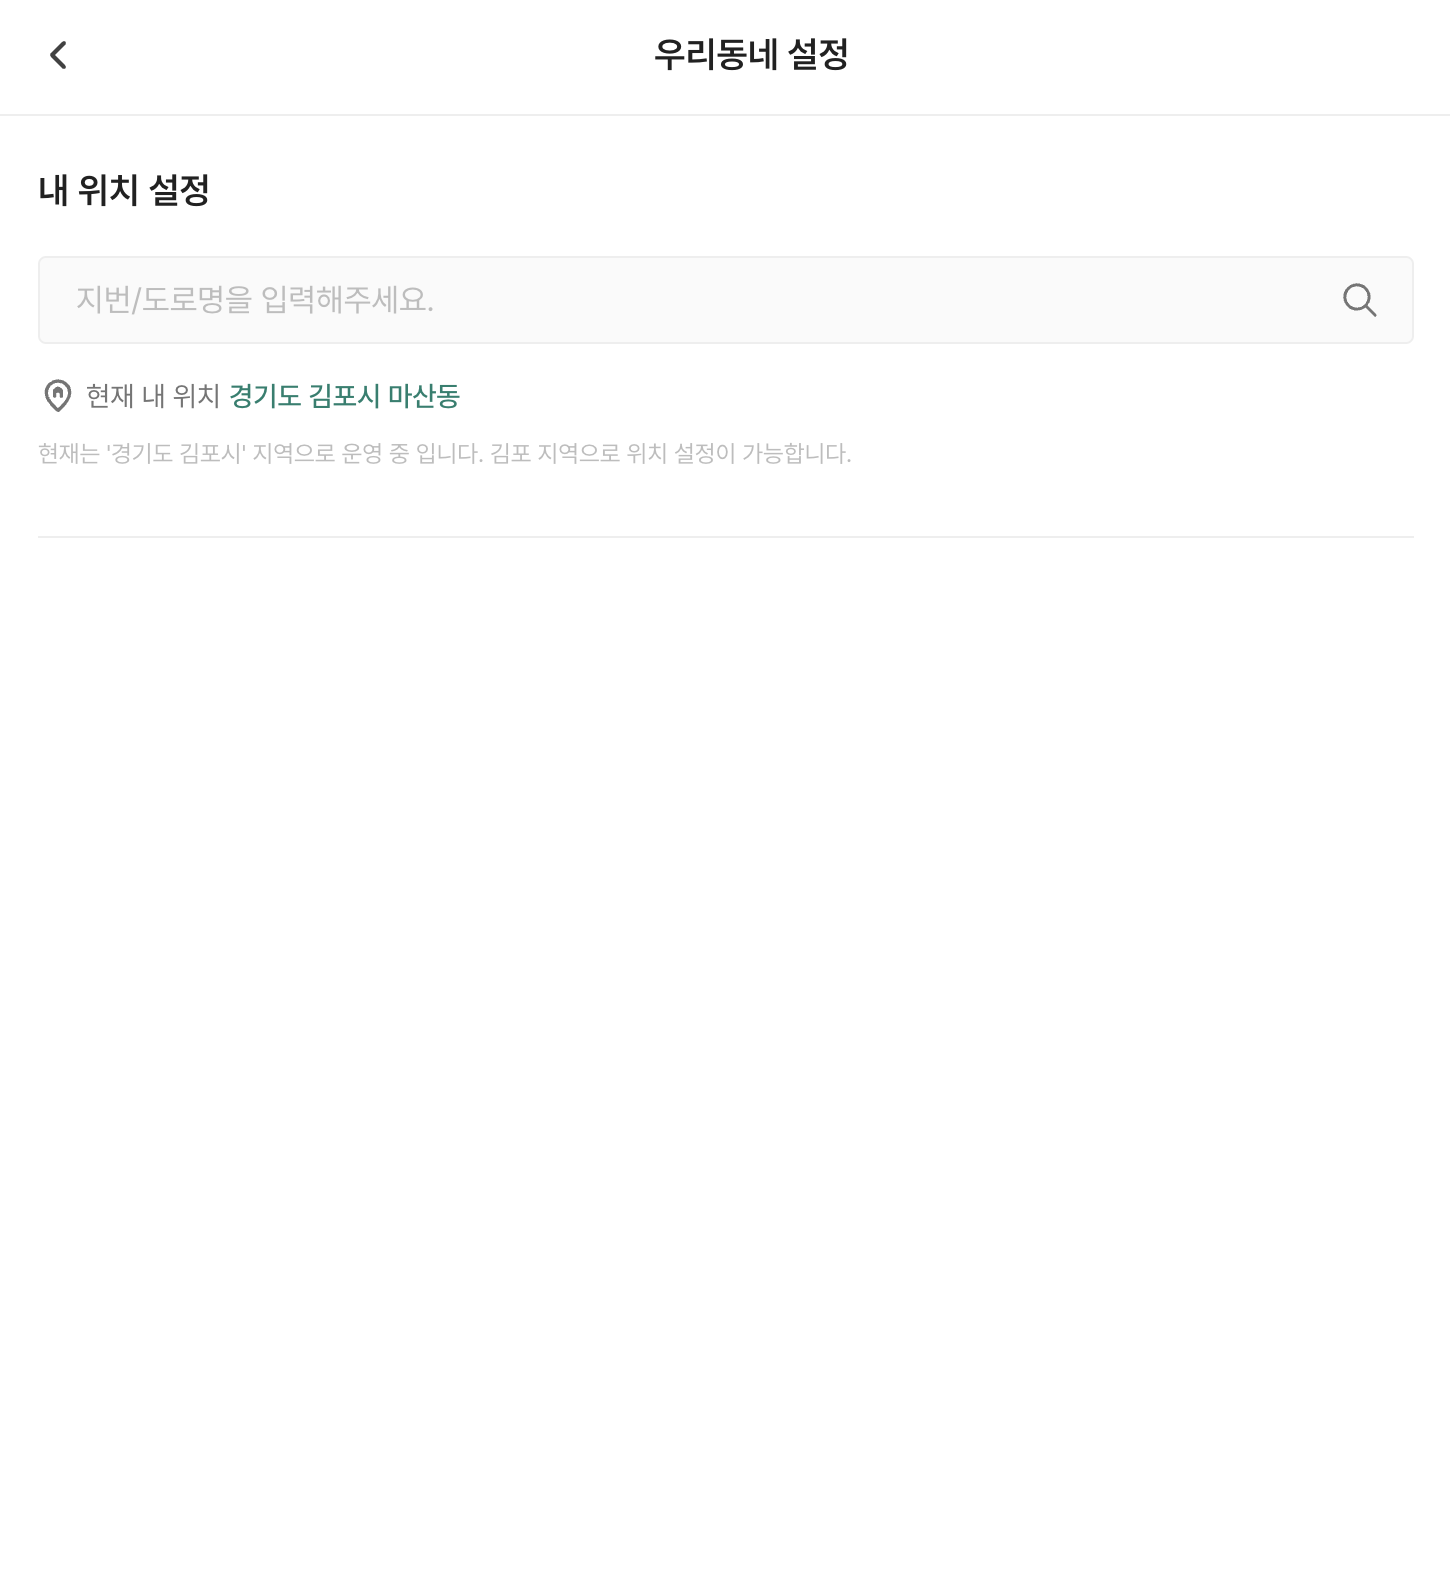 우리동네 설정
내 위치 설정
지번/도로명을 입력해주세요.
현재 내 위치 경기도 김포시 마산동
현재는 '경기도 김포시' 지역으로 운영 중 입니다. 김포 지역으로 위치 설정이 가능합니다.